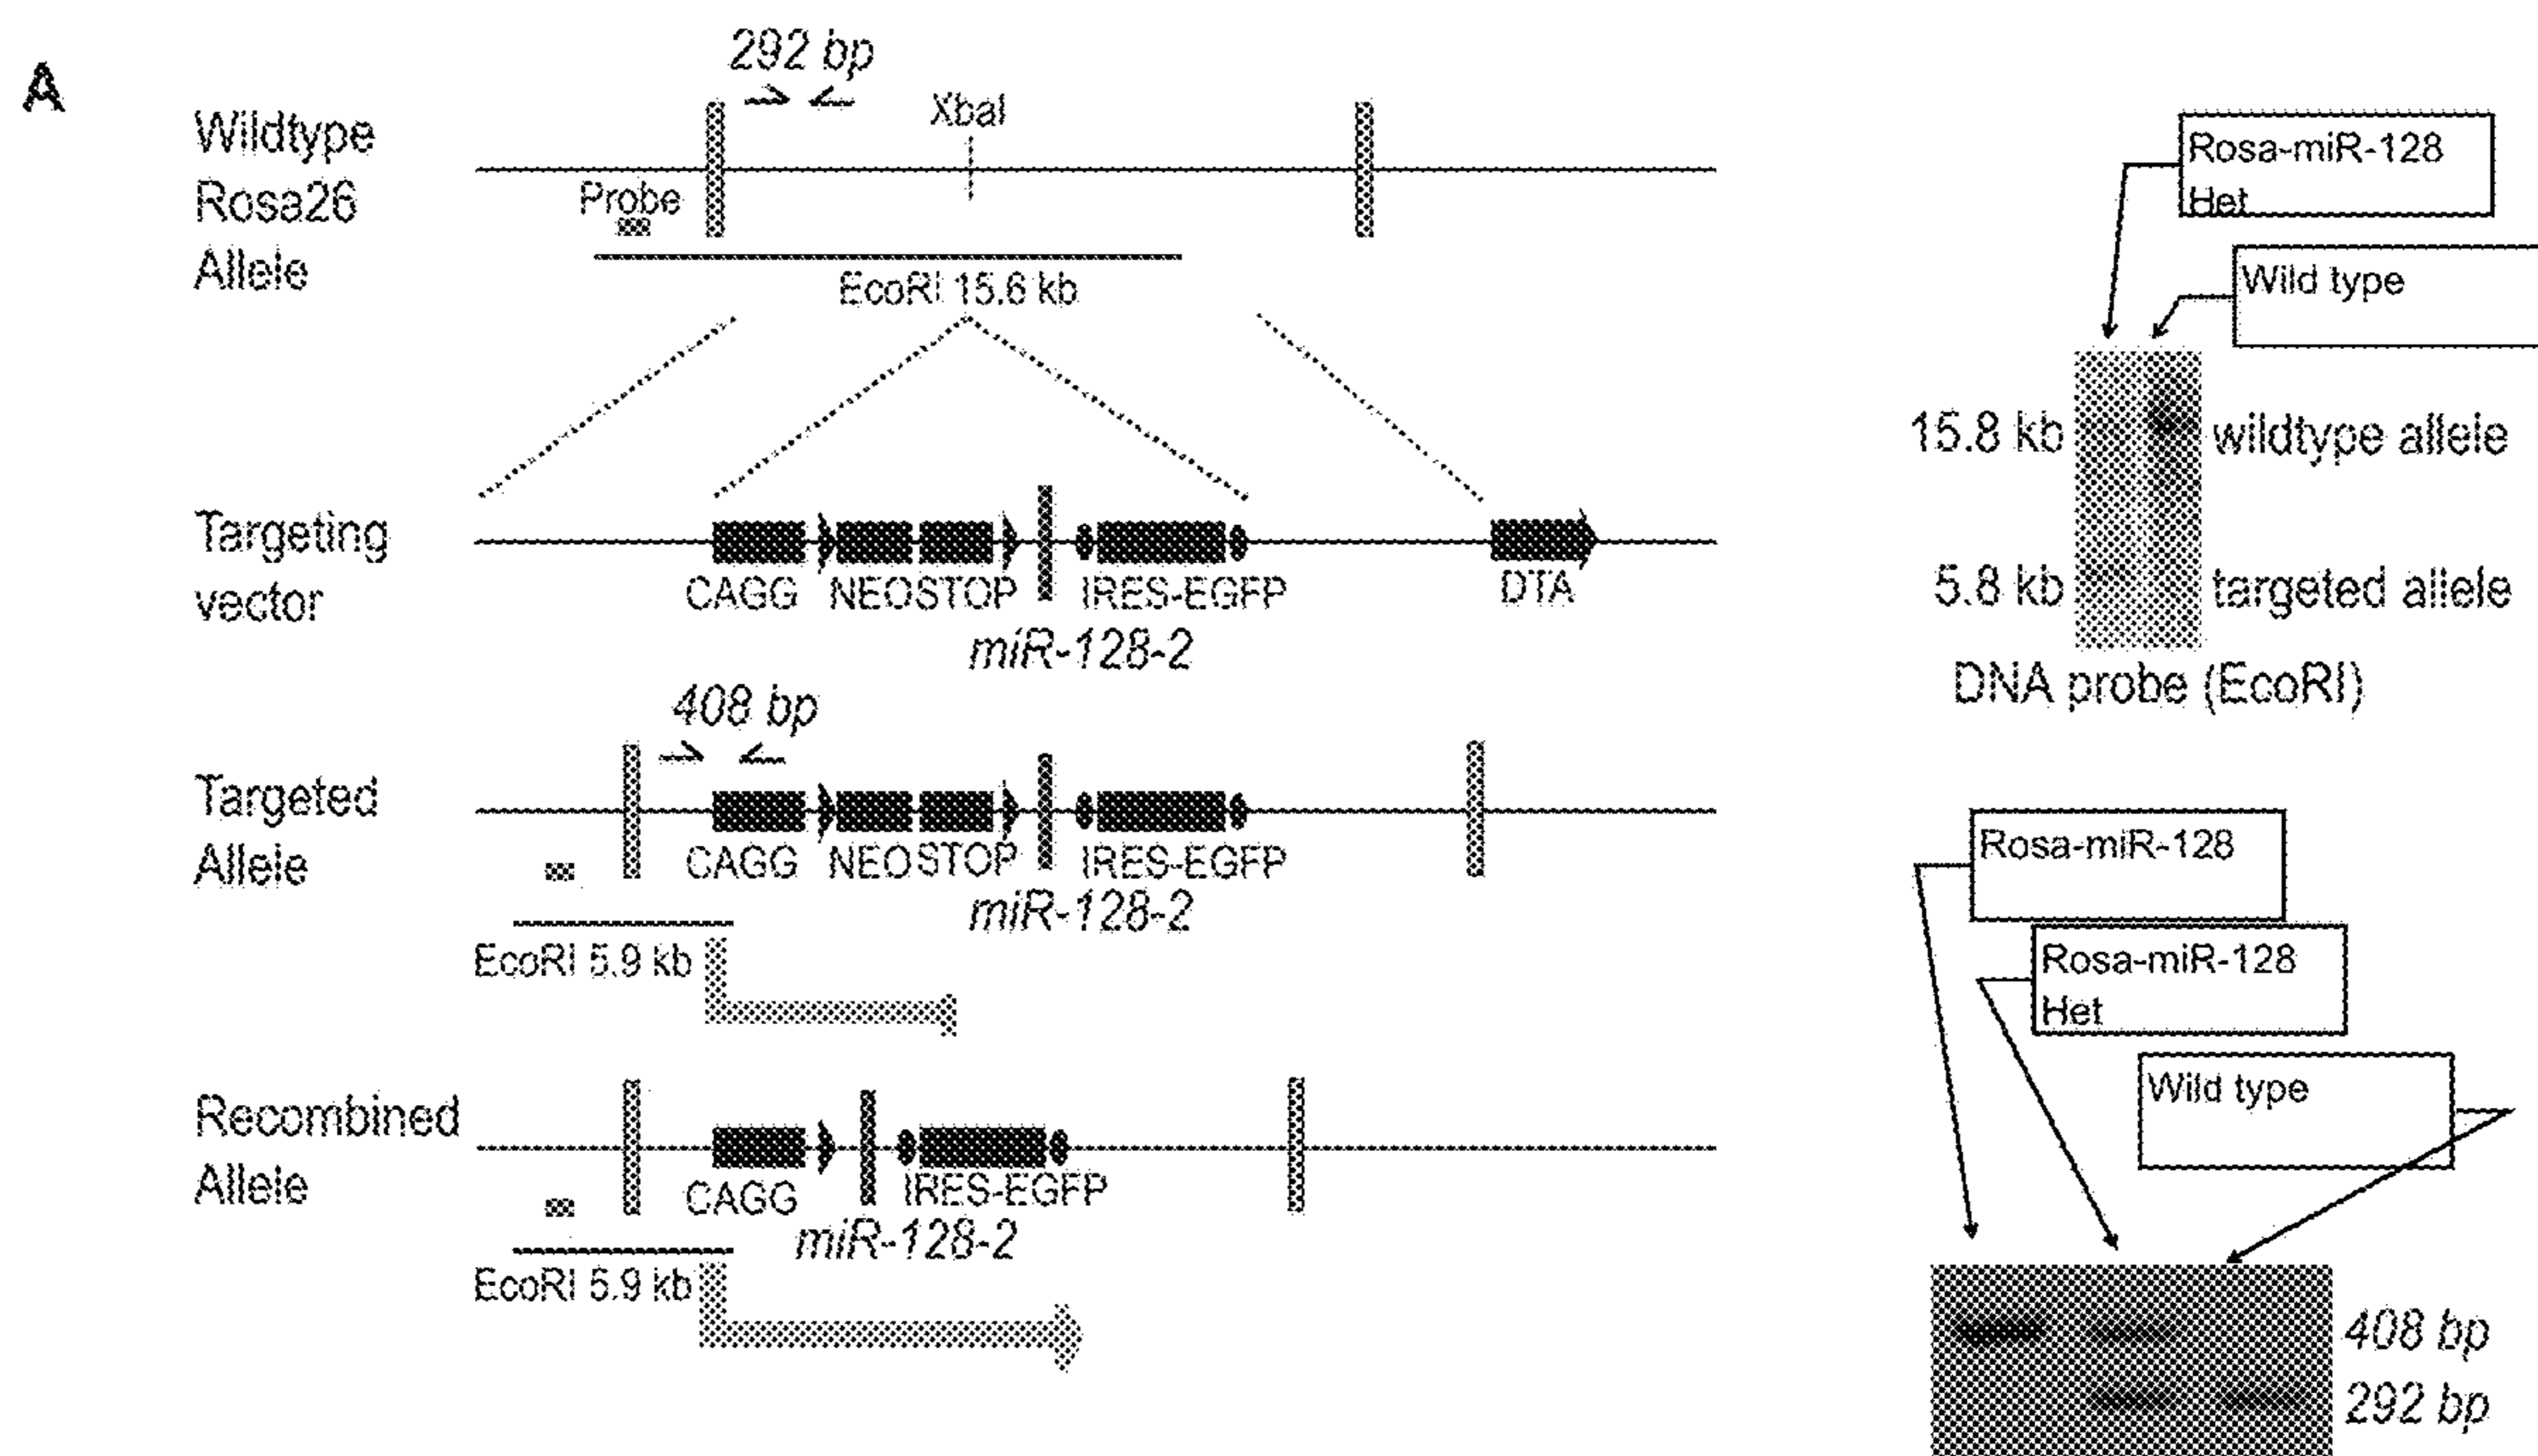 A
292 bp
Wildtype
Rosa26
Allele
XbaI
Probe
EcoRI 15.6 kb
Targeting
vector
CAGG
NEO
STOP
IRES-EGFP
DTA
miR-128-2
408 bp
Targeted
Allele
CAGG
NEO
STOP
IRES-EGFP
miR-128-2
EcoRI 5.9 kb
Recombined
Allele
CAGG
IRES-EGFP
miR-128-2
EcoRI 5.9 kb
Rosa-miR-128
Het
Wild type
15.8 kb
wildtype allele
5.8 kb
targeted allele
DNA probe (EcoRI)
Rosa-miR-128
Rosa-miR-128
Het
Wild type
408 bp
292 bp